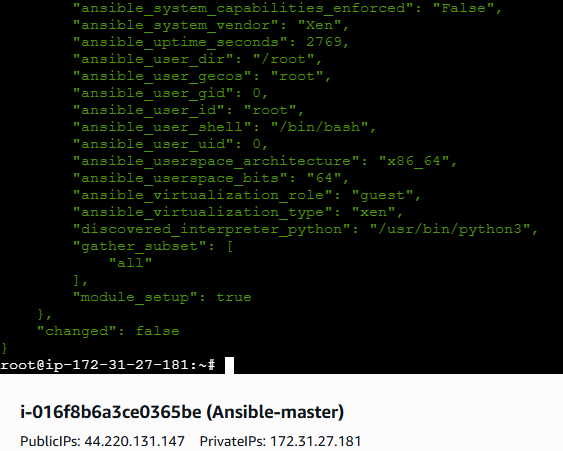 "ansible_system_capabilities_enforced": "False",
"ansible_system_vendor": "Xen",
"ansible_uptime_seconds": 2769,
"ansible_user_dir": "/root",
"ansible_user_gecos": "root",
"ansible_user_gid": 0,
"ansible_user_id": "root",
"ansible_user_shell": "/bin/bash",
"ansible_user_uid": 0,
"ansible_userspace_architecture": "x86_64",
"ansible_userspace_bits": "64",
"ansible_virtualization_role": "guest",
"ansible_virtualization_type": "xen",
"discovered_interpreter_python": "/usr/bin/python3",
"gather_subset": [
"all"
],
"module_setup": true
},
"changed": false
}
root@ip-172-31-27-181:~#
i-016f8b6a3ce0365be (Ansible-master)
PublicIPs: 44.220.131.147 PrivateIPs: 172.31.27.181